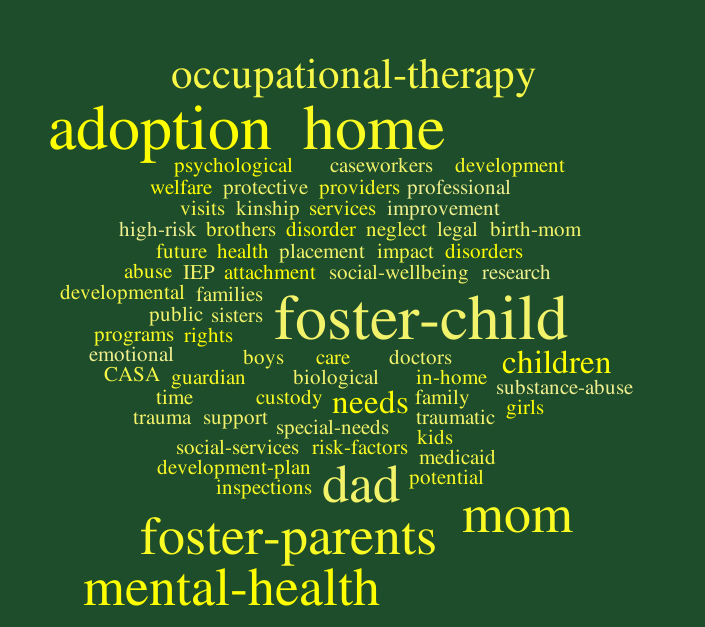 occupational-therapy
adoption home
psychological caseworkers development
welfare protective providers professional
visits kinship services improvement
high-risk brothers disorder neglect legal birth-mom
future health placement impact disorders
abuse IEP attachment social-wellbeing research
developmental families
public sisters foster-child
programs rights
emotional boys care doctors children
CASA guardian biological in-home
substance-abuse
time custody needs family girls
trauma support special-needs traumatic
kids
social-services risk-factors medicaid
development-plan dad potential
inspections
mom
foster-parents
mental-health